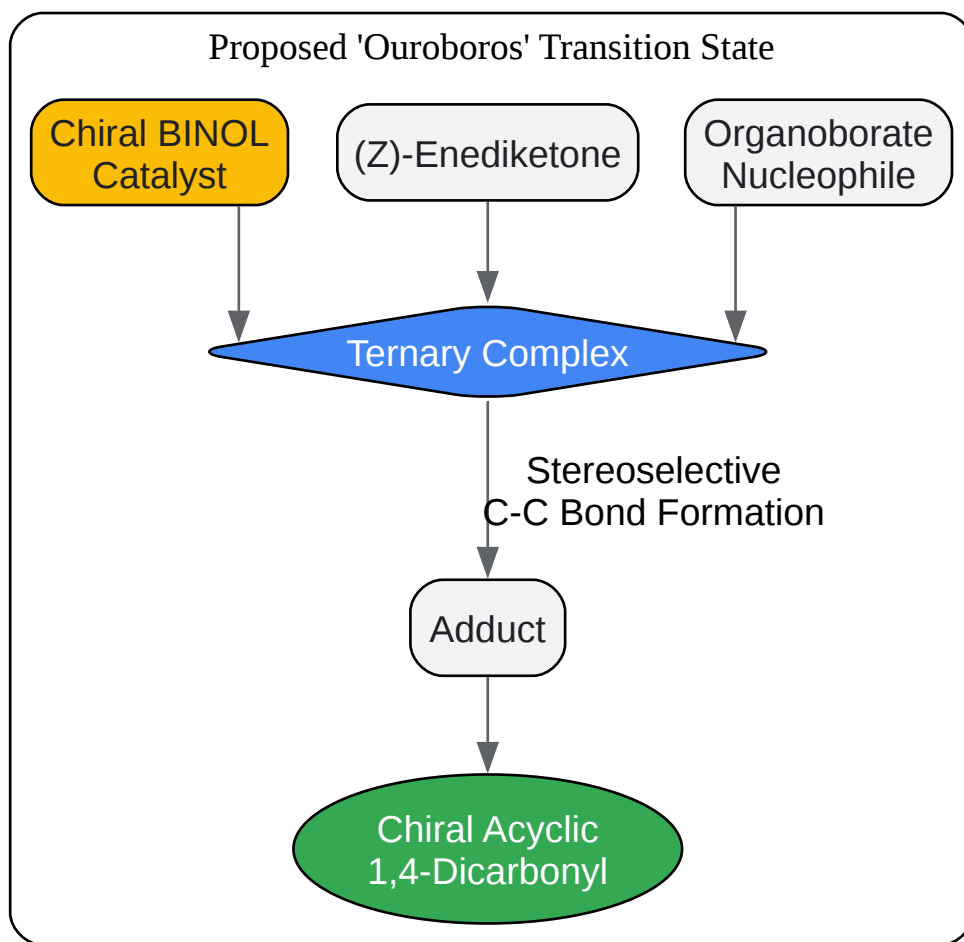 Proposed 'Ouroboros' Transition State
Chiral BINOL
Catalyst
(Z)-Enediketone
Organoborate
Nucleophile
Ternary Complex
Stereoselective
C-C Bond Formation
Adduct
Chiral Acyclic
1,4-Dicarbonyl